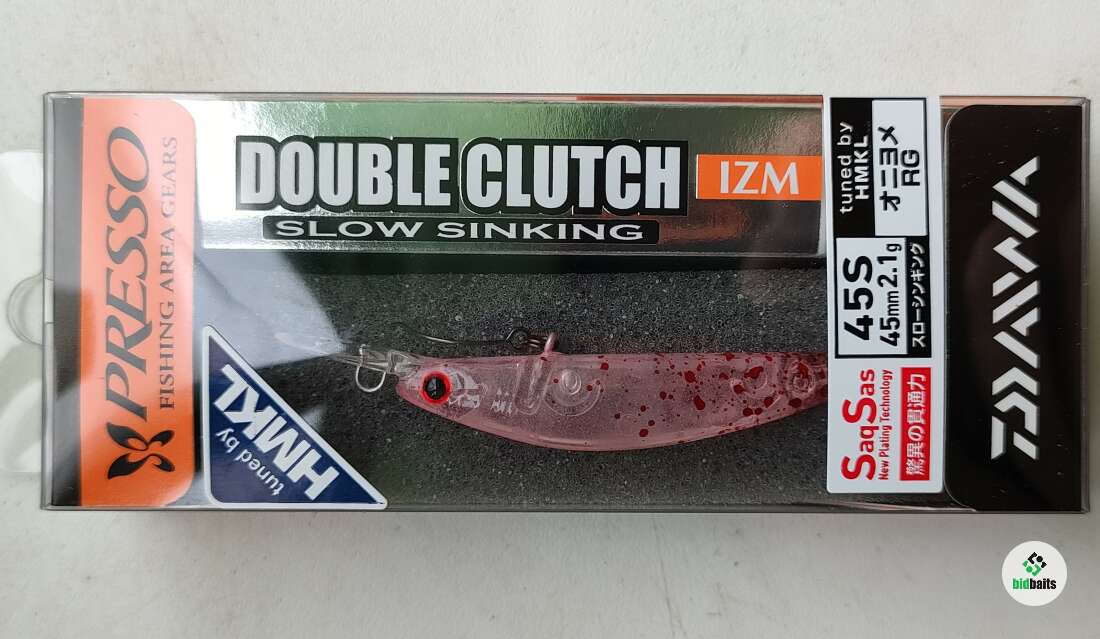 PRESSO
FISHING AREA GEARS
DOUBLE CLUTCH
IZM
SLOW SINKING
tuned by
HMKL
tuned by
HMKL
オニヨメ
RG
45S
45mm 2.1g
スローシンキング
SaqSas
New Plating Technology
驚異の貫通力
DAIWA
bidbaits